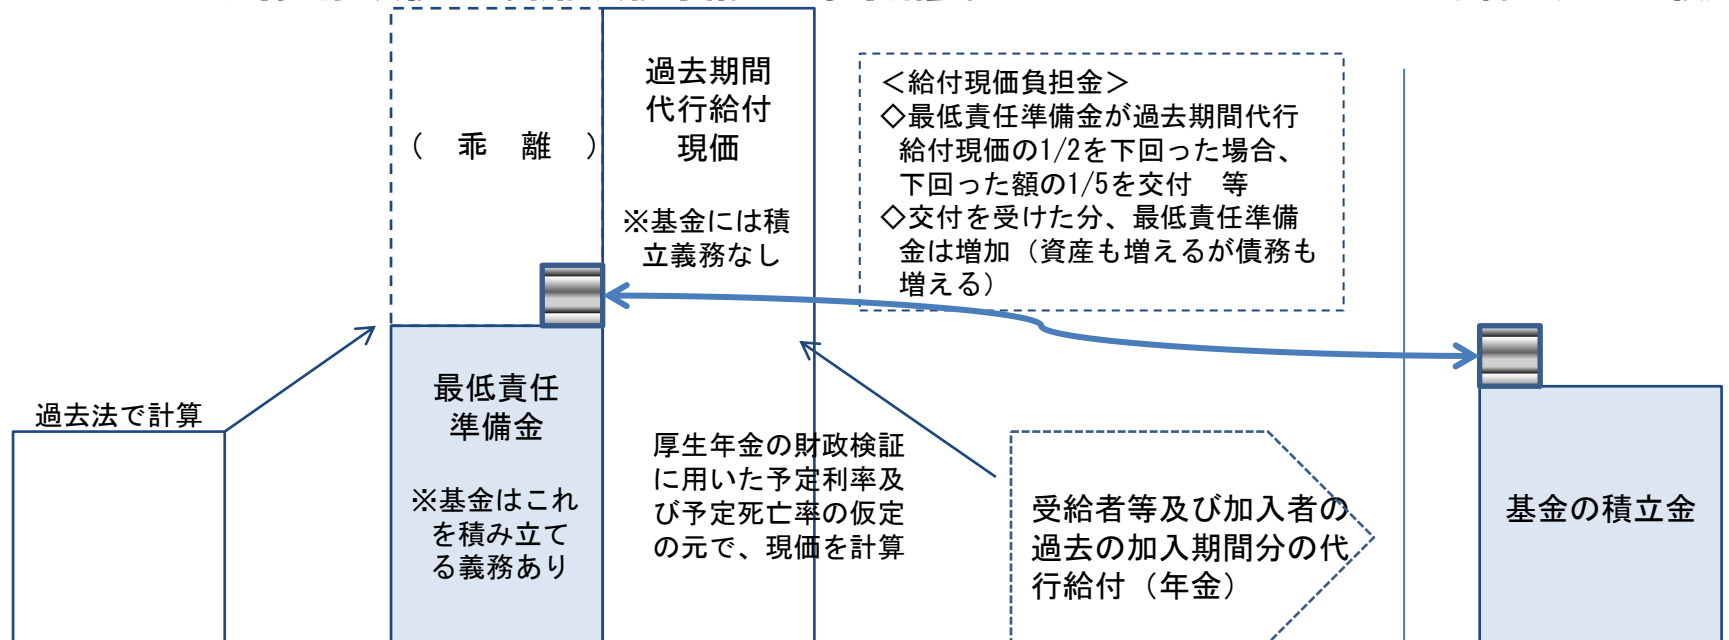 過去期間
代行給付
現価
※基金には積
立義務なし
（　乖　離　）
＜給付現価負担金＞
◇最低責任準備金が過去期間代行
給付現価の1/2を下回った場合、
下回った額の1/5を交付　等
◇交付を受けた分、最低責任準備
金は増加（資産も増えるが債務も
増える）
過去法で計算
最低責任
準備金
※基金はこれ
を積み立て
る義務あり
厚生年金の財政検証
に用いた予定利率及
び予定死亡率の仮定
の元で、現価を計算
受給者等及び加入者の
過去の加入期間分の代
行給付（年金）
基金の積立金